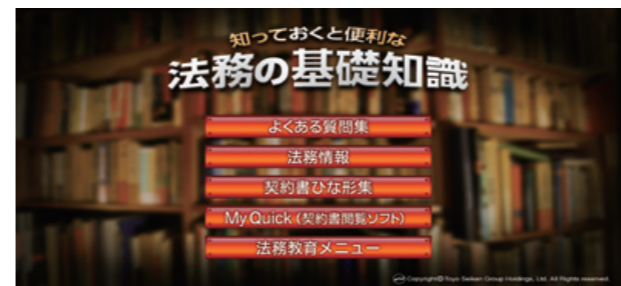 知っておくと便利な
法務の基礎知識
よくある質問集
法務情報
契約書ひな形集
My Quick (契約書閲覧ソフト)
法務教育メニュー
Copyright© Toyo Seikan Group Holdings, Ltd. All Rights reserved.